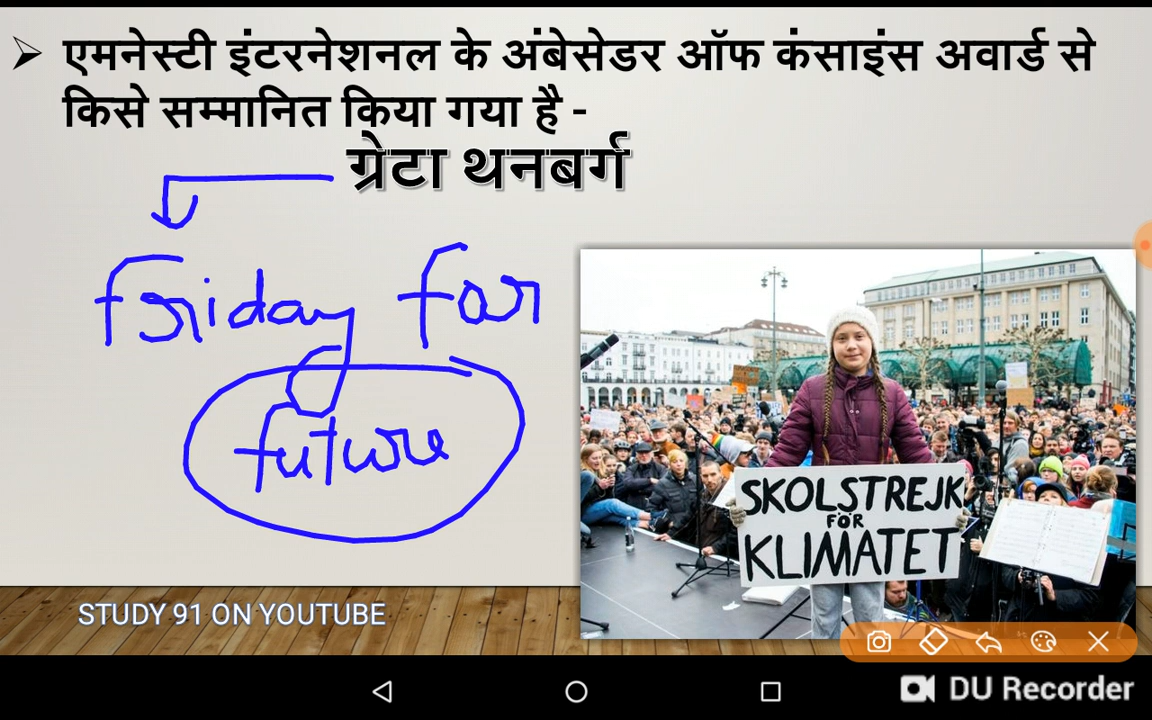 ➤ एमनेस्टी इंटरनेशनल के अंबेसेडर ऑफ कंसाइंस अवार्ड से
किसे सम्मानित किया गया है -
ग्रेटा थनबर्ग
friday for
future
SKOLSTREJK
FÖR
KLIMATET
STUDY 91 ON YOUTUBE
DU Recorder